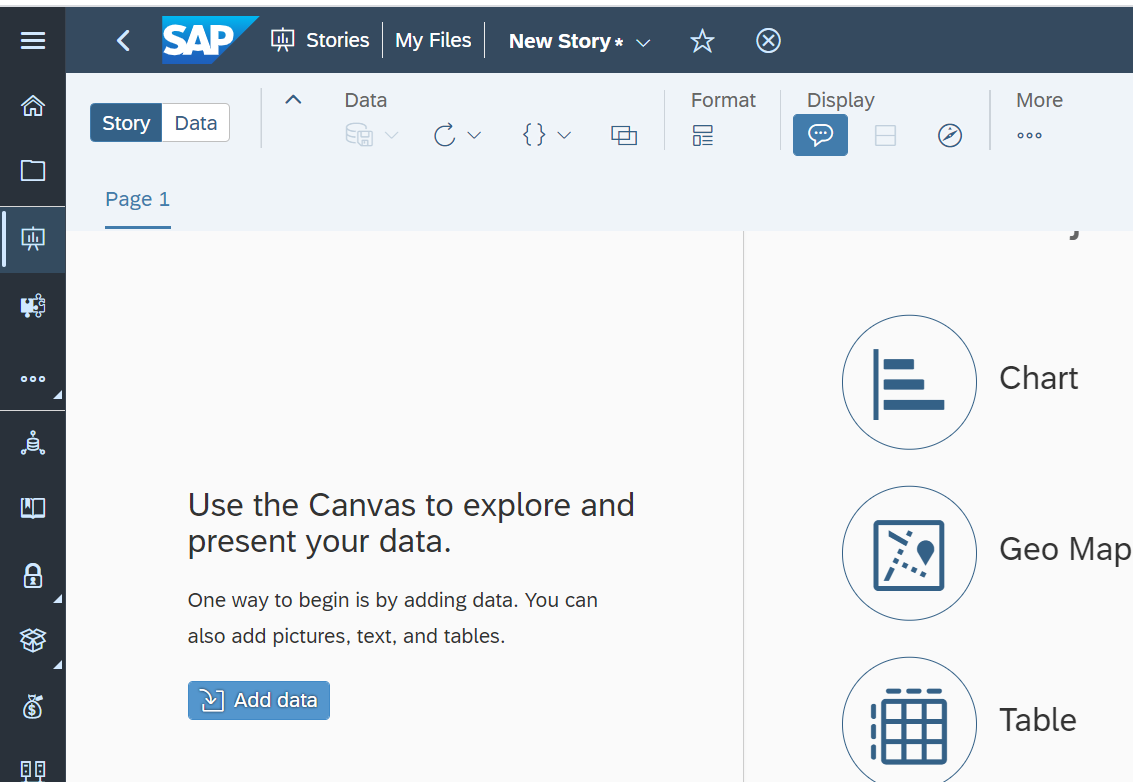 SAP Stories My Files New Story *
Story Data
Data
Format
Display
More
Page 1
Chart
Use the Canvas to explore and
present your data.
Geo Map
One way to begin is by adding data. You can
also add pictures, text, and tables.
Add data
Table